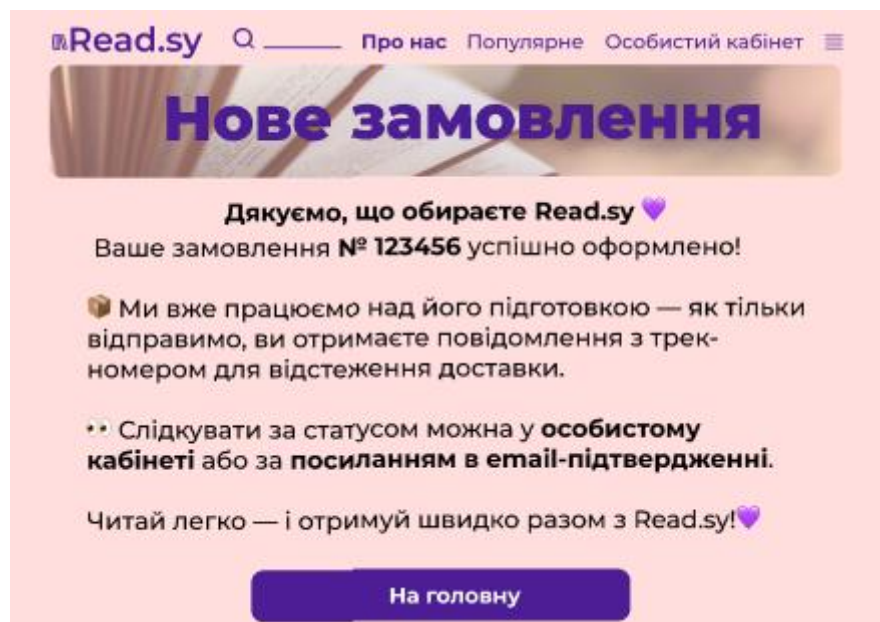 Read.sy Про нас Популярне Особистий кабінет
Нове замовлення
Дякуємо, що обираєте Read.sy 💜
Ваше замовлення № 123456 успішно оформлено!
📦 Ми вже працюємо над його підготовкою — як тільки
відправимо, ви отримаєте повідомлення з трек-
номером для відстеження доставки.
👀 Слідкувати за статусом можна у особистому
кабінеті або за посиланням в email-підтвердженні.
Читай легко — і отримуй швидко разом з Read.sy!💜
На головну